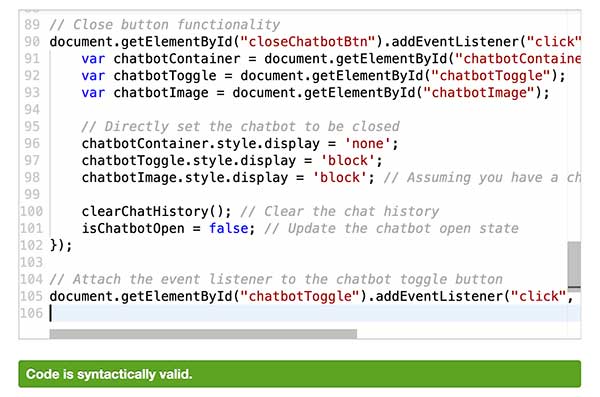 89 // Close button functionality
90 document.getElementById("closeChatbotBtn").addEventListener("click"
91 var chatbotContainer = document.getElementById("chatbotContaine
92 var chatbotToggle = document.getElementById("chatbotToggle");
93 var chatbotImage = document.getElementById("chatbotImage");
94
95 // Directly set the chatbot to be closed
96 chatbotContainer.style.display = 'none';
97 chatbotToggle.style.display = 'block';
98 chatbotImage.style.display = 'block'; // Assuming you have a ch
99
100 clearChatHistory(); // Clear the chat history
101 isChatbotOpen = false; // Update the chatbot open state
102 });
103
104 // Attach the event listener to the chatbot toggle button
105 document.getElementById("chatbotToggle").addEventListener("click",
106
Code is syntactically valid.